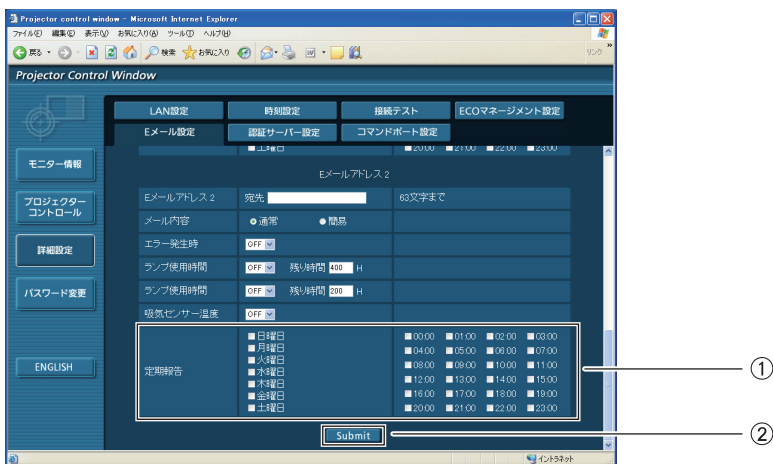 Projector control window - Microsoft Internet Explorer
ファイル(F) 編集(E) 表示(V) お気に入り(A) ツール(T) ヘルプ(H)
戻る 検索 お気に入り リンク
Projector Control Window
LAN設定 時刻設定 接続テスト ECOマネージメント設定
Eメール設定 認証サーバー設定 コマンドポート設定
モニター情報
プロジェクター
コントロール
詳細設定
パスワード変更
ENGLISH
土曜日 20:00 21:00 22:00 23:00
Eメールアドレス 2
Eメールアドレス 2 宛先 63文字まで
メール内容 通常 簡易
エラー発生時 OFF
ランプ使用時間 OFF 残り時間 400 H
ランプ使用時間 OFF 残り時間 200 H
吸気センサー温度 OFF
定期報告
日曜日
月曜日
火曜日
水曜日
木曜日
金曜日
土曜日
00:00 01:00 02:00 03:00
04:00 05:00 06:00 07:00
08:00 09:00 10:00 11:00
12:00 13:00 14:00 15:00
16:00 17:00 18:00 19:00
20:00 21:00 22:00 23:00
①
Submit
②
イントラネット